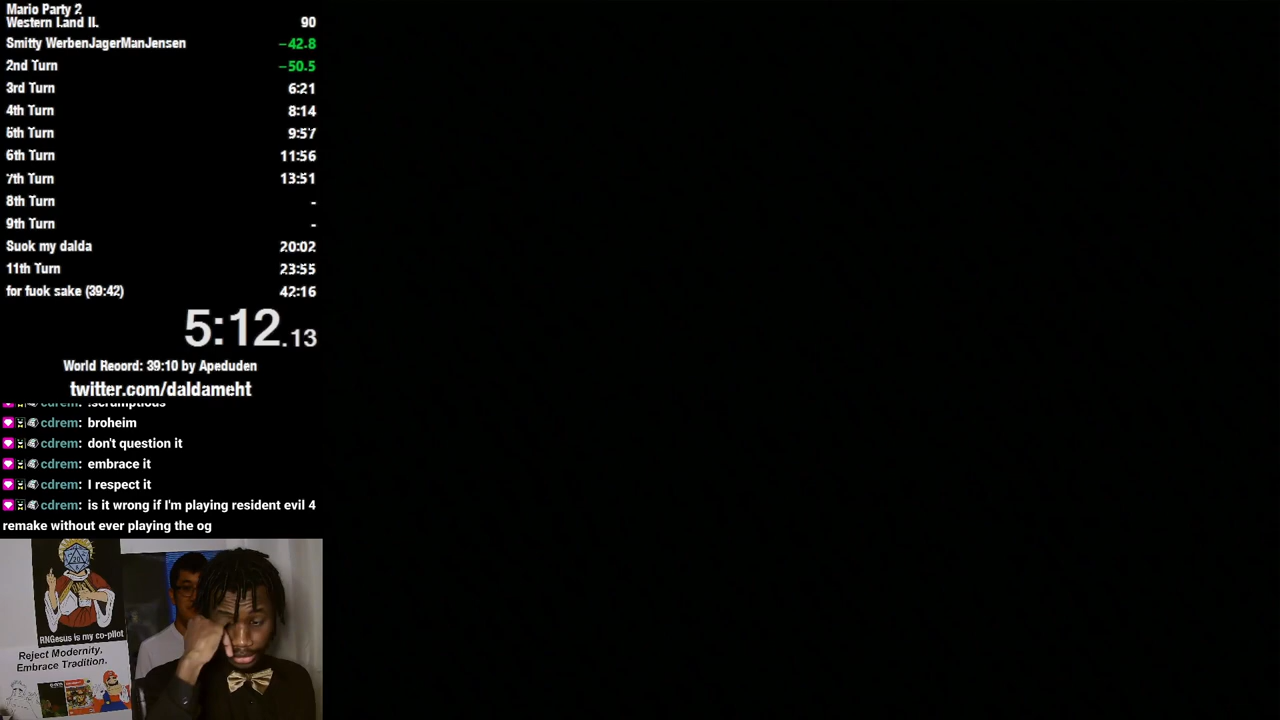 Mario Party 2
Western Land II.
90
Smitty WerbenJagerManJensen -42.8
2nd Turn -50.5
3rd Turn 6:21
4th Turn 8:14
5th Turn 9:57
6th Turn 11:56
7th Turn 13:51
8th Turn -
9th Turn -
Suok my dalda 20:02
11th Turn 23:55
for fuok sake (39:42) 42:16
5:12.13
World Reoord: 39:10 by Apeduden
twitter.com/daldameht
cdrem: !scrumptious
cdrem: broheim
cdrem: don't question it
cdrem: embrace it
cdrem: I respect it
cdrem: is it wrong if I'm playing resident evil 4
remake without ever playing the og
RNGesus is my co-pilot
Reject Modernity,
Embrace Tradition.